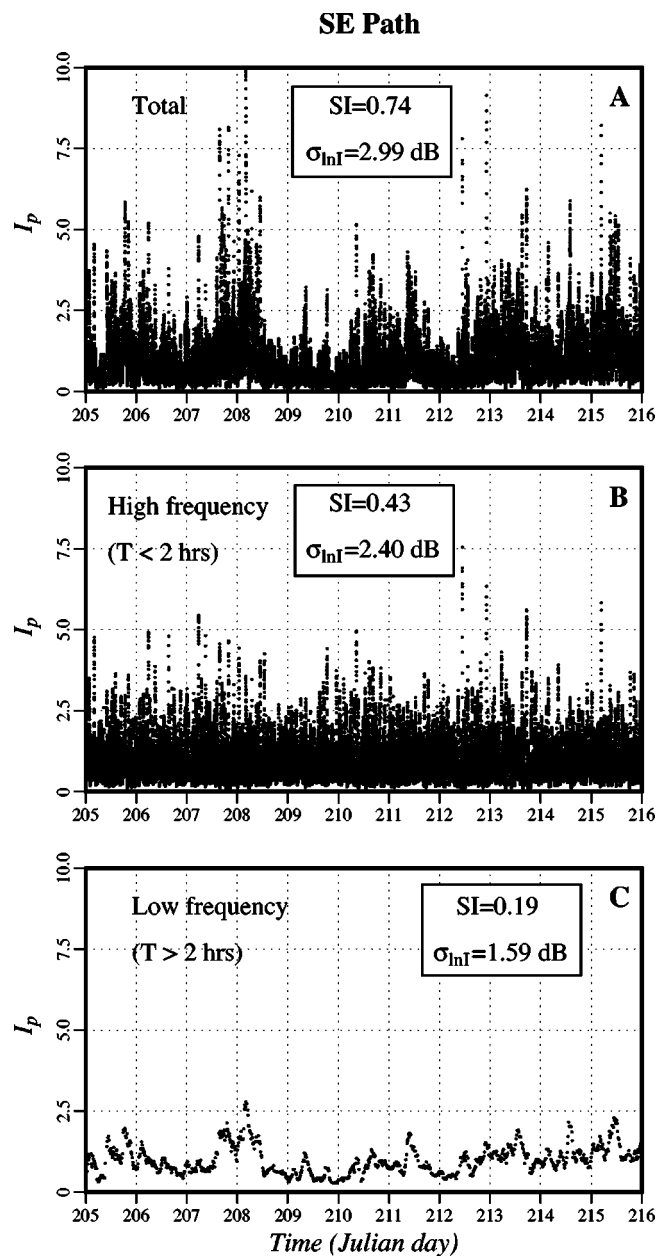 SE Path
Total
SI=0.74
σlnI=2.99 dB
A
Ip
10.0
7.5
5.0
2.5
0
205 206 207 208 209 210 211 212 213 214 215 216
High frequency
(T < 2 hrs)
SI=0.43
σlnI=2.40 dB
B
Ip
10.0
7.5
5.0
2.5
0
205 206 207 208 209 210 211 212 213 214 215 216
Low frequency
(T > 2 hrs)
SI=0.19
σlnI=1.59 dB
C
Ip
10.0
7.5
5.0
2.5
0
205 206 207 208 209 210 211 212 213 214 215 216
Time (Julian day)